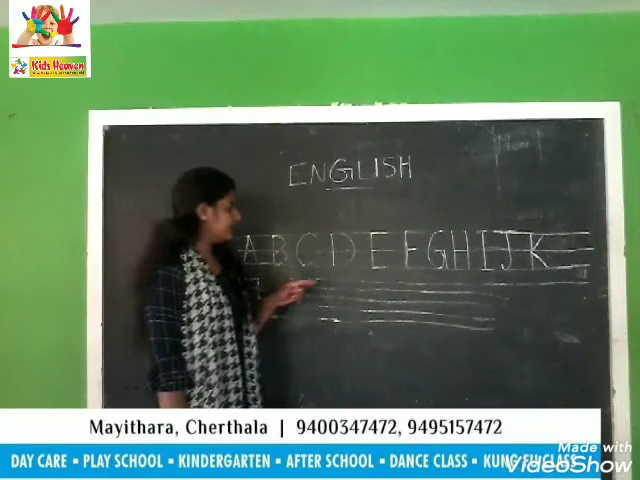 Kids Heaven
ENGLISH
A B C D E F G H I J K
Mayithara, Cherthala | 9400347472, 9495157472
DAY CARE ▪ PLAY SCHOOL ▪ KINDERGARTEN ▪ AFTER SCHOOL ▪ DANCE CLASS ▪ KUNG FU CLASS
Made with
VideoShow